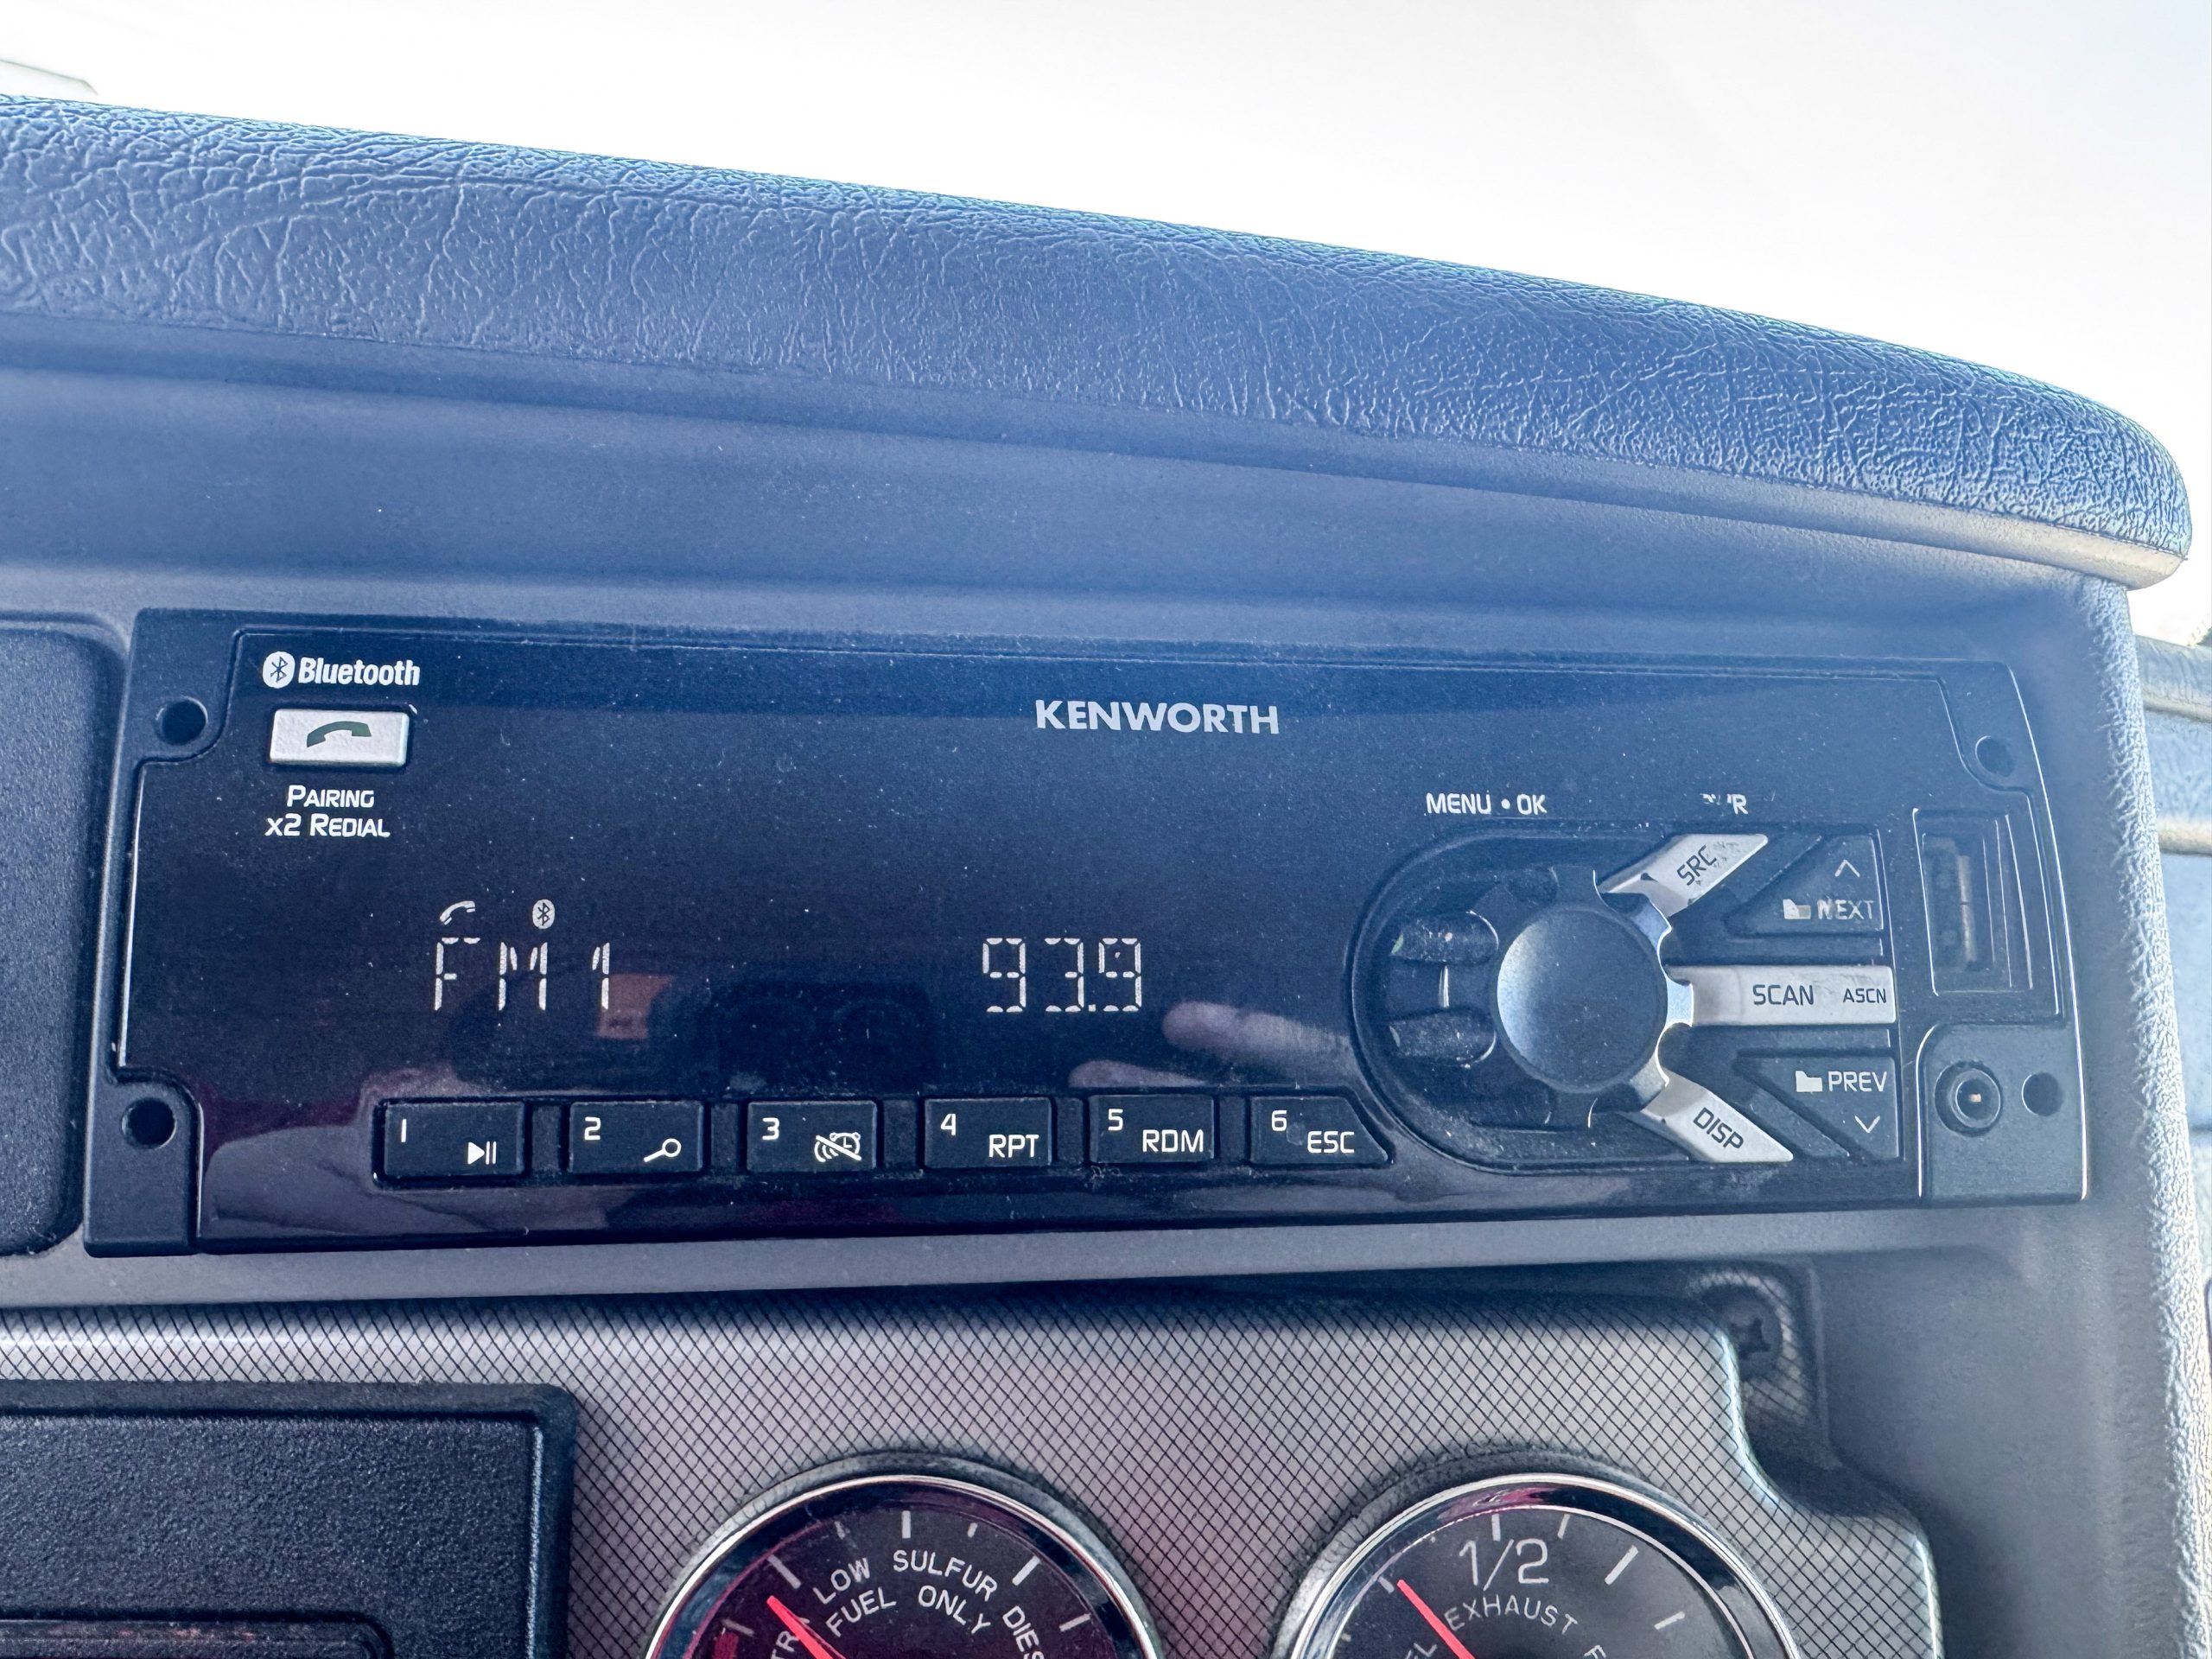 Bluetooth
KENWORTH
PAIRING
x2 REDIAL
MENU • OK
SRC
NEXT
FM1
93.9
SCAN ASCN
PREV
DISP
1
2
3
4 RPT
5 RDM
6 ESC
LOW SULFUR
FUEL ONLY
1/2
EXHAUST